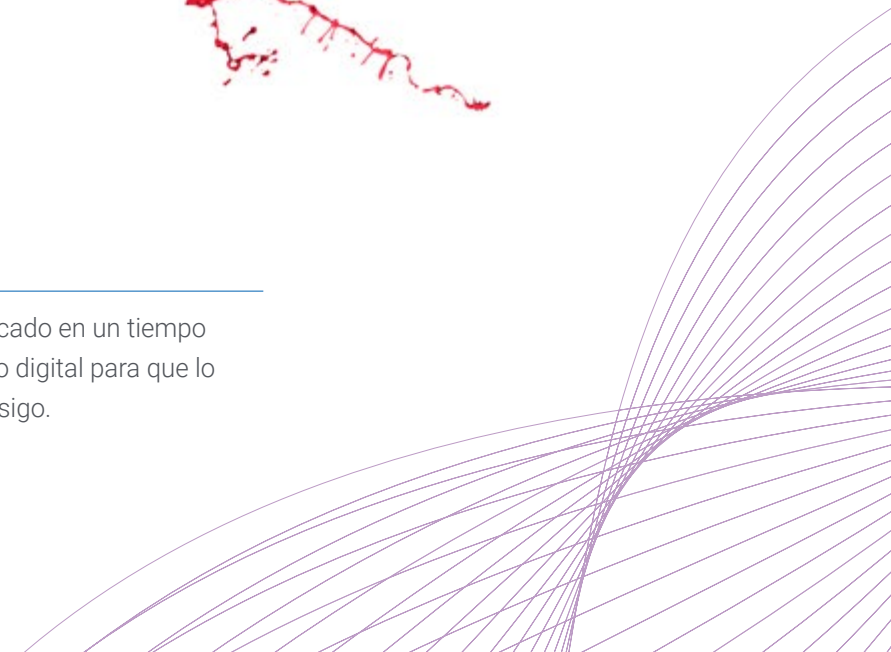 cado en un tiempo
o digital para que lo
sigo.